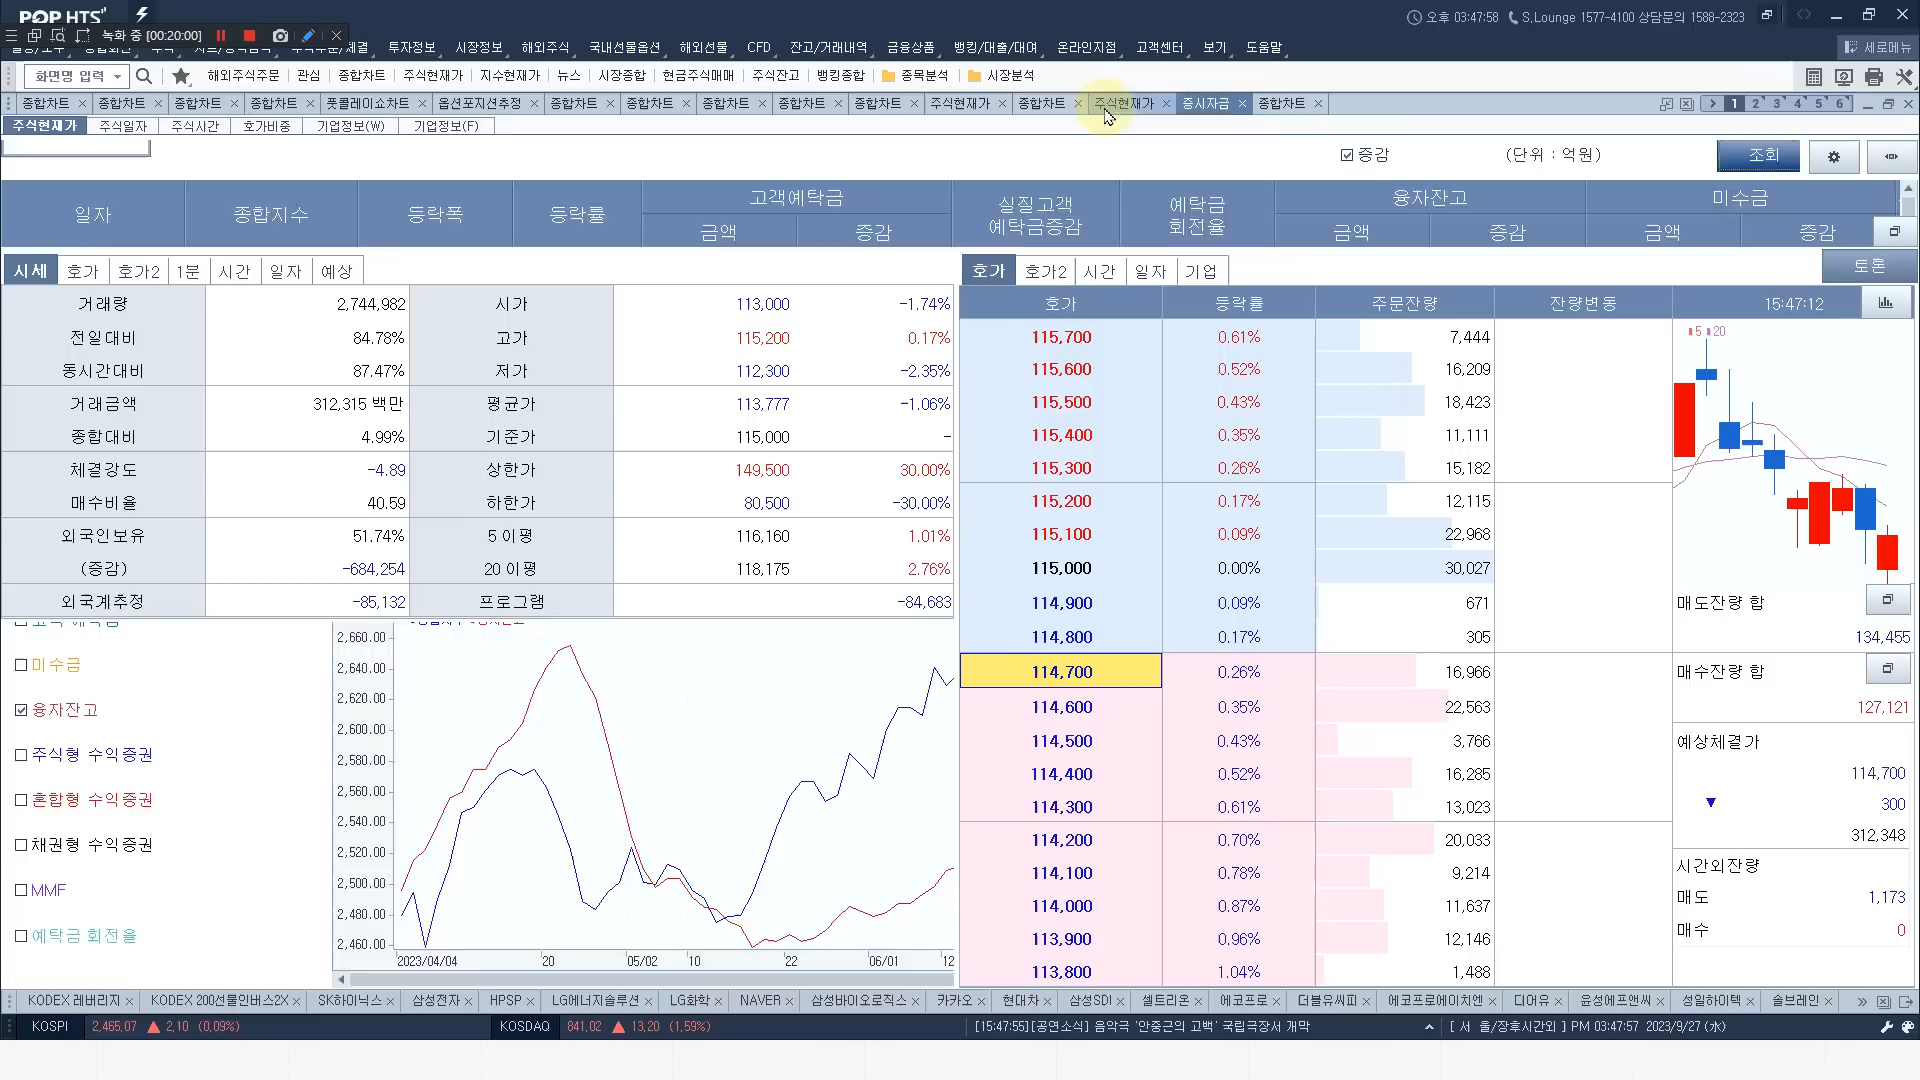 POP HTS
오후 03:47:58 S,Lounge 1577-4100 상담문의 1588-2323
녹화 중 [00:20:00]
투자정보 시장정보 해외주식 국내선물옵션 해외선물 CFD 잔고/거래내역 금융상품 뱅킹/대출/대여 온라인지점 고객센터 보기 도움말 세로메뉴
화면명 입력 해외주식주문 관심 종합차트 주식현재가 지수현재가 뉴스 시장종합 현금주식매매 주식잔고 뱅킹종합 종목분석 시장분석
종합차트 종합차트 종합차트 종합차트 풋콜레이쇼차트 옵션포지션추정 종합차트 종합차트 종합차트 종합차트 종합차트 주식현재가 종합차트 주식현재가 증시자금 종합차트 1 2 3 4 5 6
주식현재가 주식일자 주식시간 호가비중 기업정보(W) 기업정보(F)
증감 (단위 : 억원) 조회
일자 종합지수 등락폭 등락률 고객예탁금 실질고객 예탁금증감 예탁금 회전율 융자잔고 미수금
금액 증감 금액 증감 금액 증감
시세 호가 호가2 1분 시간 일자 예상
호가 호가2 시간 일자 기업 토론
거래량 2,744,982 시가 113,000 -1.74%
전일대비 84.78% 고가 115,200 0.17%
동시간대비 87.47% 저가 112,300 -2.35%
거래금액 312,315 백만 평균가 113,777 -1.06%
종합대비 4.99% 기준가 115,000 -
체결강도 -4.89 상한가 149,500 30.00%
매수비율 40.59 하한가 80,500 -30.00%
외국인보유 51.74% 5 이평 116,160 1.01%
(증감) -684,254 20 이평 118,175 2.76%
외국계추정 -85,132 프로그램 -84,683
호가 등락률 주문잔량 잔량변동 15:47:12
115,700 0.61% 7,444
115,600 0.52% 16,209
115,500 0.43% 18,423
115,400 0.35% 11,111
115,300 0.26% 15,182
115,200 0.17% 12,115
115,100 0.09% 22,968
115,000 0.00% 30,027
114,900 0.09% 671
114,800 0.17% 305
114,700 0.26% 16,966
114,600 0.35% 22,563
114,500 0.43% 3,766
114,400 0.52% 16,285
114,300 0.61% 13,023
114,200 0.70% 20,033
114,100 0.78% 9,214
114,000 0.87% 11,637
113,900 0.96% 12,146
113,800 1.04% 1,488
5 20
매도잔량 합
134,455
매수잔량 합
127,121
예상체결가
114,700
▼ 300
312,348
시간외잔량
매도 1,173
매수 0
미수금
융자잔고
주식형 수익증권
혼합형 수익증권
채권형 수익증권
MMF
예탁금 회전율
2,660.00
2,640.00
2,620.00
2,600.00
2,580.00
2,560.00
2,540.00
2,520.00
2,500.00
2,480.00
2,460.00
2023/04/04 20 05/02 10 22 06/01 12
KODEX 레버리지 KODEX 200선물인버스2X SK하이닉스 삼성전자 HPSP LG에너지솔루션 LG화학 NAVER 삼성바이오로직스 카카오 현대차 삼성SDI 셀트리온 에코프로 더블유씨피 에코프로에이치엔 디어유 윤성에프앤씨 성일하이텍 솔브레인
KOSPI 2,465,07 ▲ 2,10 (0,09%) KOSDAQ 841,02 ▲ 13,20 (1,59%) [15:47:55][공연소식] 음악극 '안중근의 고백' 국립극장서 개막 [ 서 울/장후시간외 ] PM 03:47:57 2023/9/27 (水)